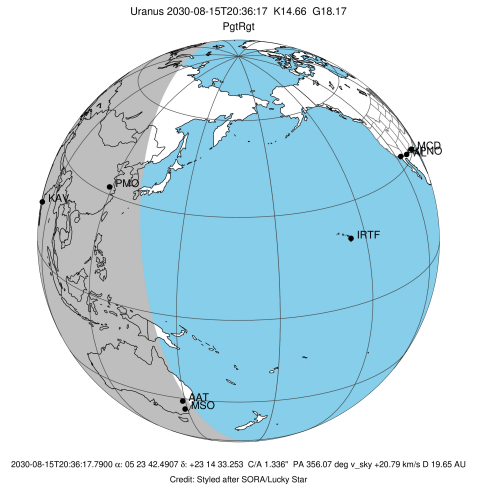 Uranus 2030-08-15T20:36:17 K14.66 G18.17
PgtRgt
MCD
KAV
PMO
IRTF
AAT
MSO
2030-08-15T20:36:17.7900 α: 05 23 42.4907 δ: +23 14 33.253 C/A 1.336" PA 356.07 deg v_sky +20.79 km/s D 19.65 AU
Credit: Styled after SORA/Lucky Star